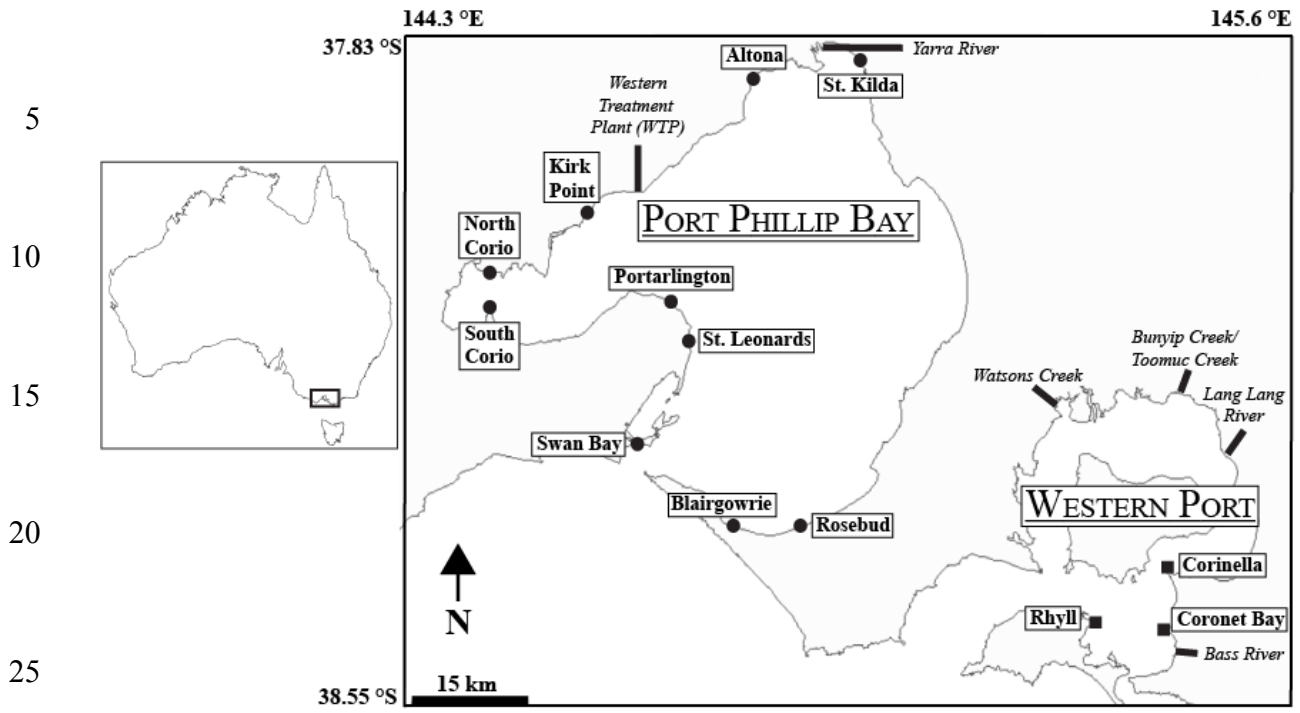 144.3 °E
145.6 °E
37.83 °S
Yarra River
Altona
St. Kilda
Western
Treatment
Plant (WTP)
5
Kirk
Point
PORT PHILLIP BAY
North
Corio
10
Portarlington
South
Corio
St. Leonards
Bunyip Creek/
Toomuc Creek
Watsons Creek
Lang Lang
River
15
Swan Bay
WESTERN PORT
Blairgowrie
Rosebud
20
Corinella
N
Rhyll
Coronet Bay
Bass River
25
15 km
38.55 °S